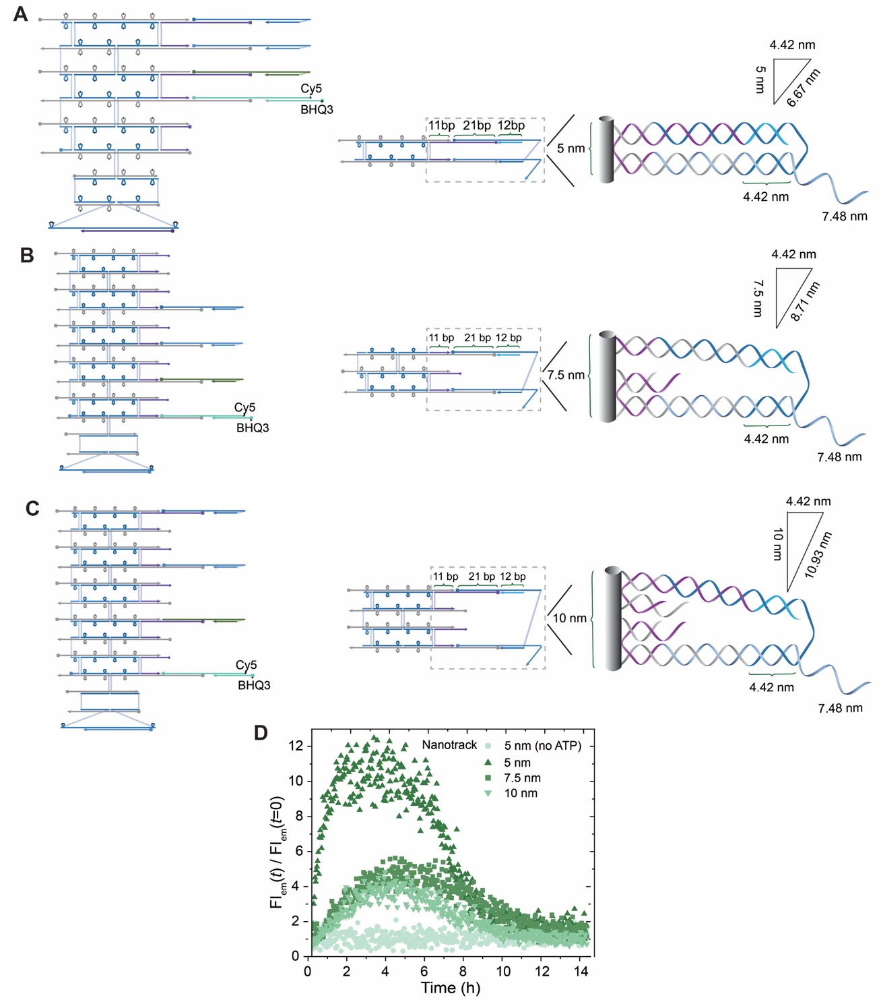 A
Cy5
BHQ3
11bp 21bp 12bp
5 nm
4.42 nm
5 nm
6.67 nm
4.42 nm
7.48 nm
B
Cy5
BHQ3
11 bp 21 bp 12 bp
7.5 nm
4.42 nm
7.5 nm
8.71 nm
4.42 nm
7.48 nm
C
Cy5
BHQ3
11 bp 21 bp 12 bp
10 nm
4.42 nm
10 nm
10.93 nm
4.42 nm
7.48 nm
D
FIem(t) / FIem(t=0)
12
10
8
6
4
2
0
Nanotrack
5 nm (no ATP)
5 nm
7.5 nm
10 nm
0 2 4 6 8 10 12 14
Time (h)